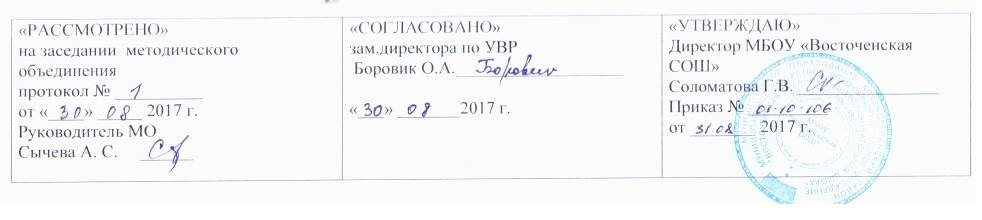 «РАССМОТРЕНО»
на заседании методического
объединения
протокол № 1
от «30» 08 2017 г.
Руководитель МО
Сычева А. С.
«СОГЛАСОВАНО»
зам.директора по УВР
Боровик О.А. Боровик
«30» 08 2017 г.
«УТВЕРЖДАЮ»
Директор МБОУ «Восточенская
СОШ»
Соломатова Г.В.
Приказ № 01-10-106
от 31.08 2017 г.